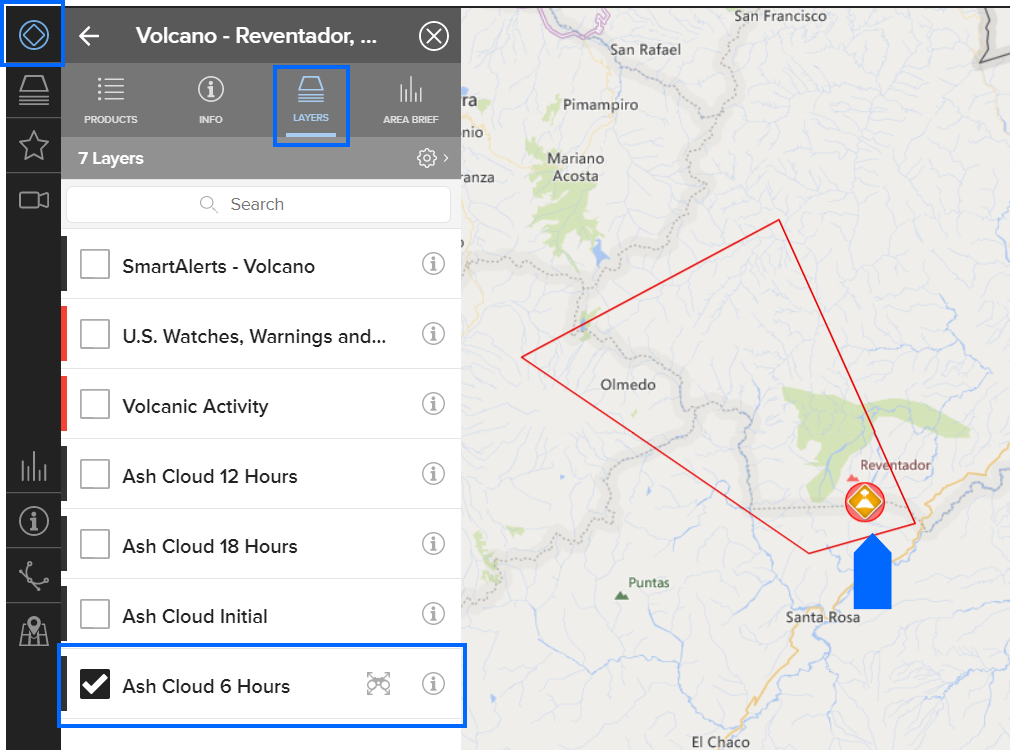 Volcano - Reventador, ...
PRODUCTS
INFO
LAYERS
AREA BRIEF
7 Layers
Search
SmartAlerts - Volcano
U.S. Watches, Warnings and...
Volcanic Activity
Ash Cloud 12 Hours
Ash Cloud 18 Hours
Ash Cloud Initial
Ash Cloud 6 Hours
San Francisco
San Rafael
ra
Pimampiro
nio
Mariano
Acosta
ranza
Olmedo
Reventador
Puntas
Santa Rosa
El Chaco